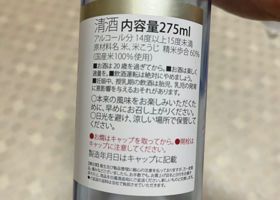 清酒 内容量275ml
アルコール分 14度以上15度未満
原材料名 米、米こうじ 精米歩合 60%
(国産米100%使用)
■お酒は20歳を過ぎてから。■お酒は楽しく
適量を。■飲酒運転は絶対にやめましょう。
■妊娠中、授乳期の飲酒は胎児、乳児の発育
に悪影響を与えるおそれがあります。
○本来の風味をお楽しみいただくため
に、早めにお召し上がりください。
○日光を避け、涼しい場所で保管して
ください。
●お燗はキャップを取ってから。●開栓は
キャップに注意してください。
製造年月日はキャップに記載